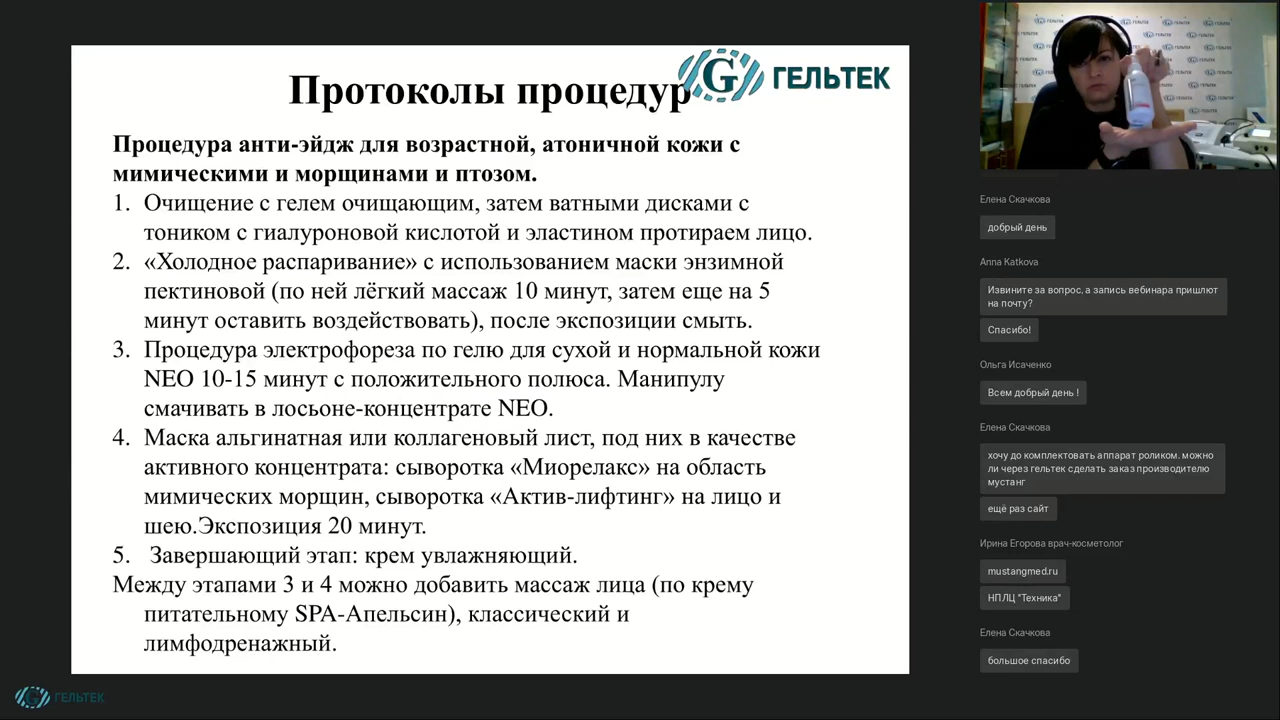 Протоколы процедур
G ГЕЛЬТЕК
Процедура анти-эйдж для возрастной, атоничной кожи с
мимическими и морщинами и птозом.
1. Очищение с гелем очищающим, затем ватными дисками с
тоником с гиалуроновой кислотой и эластином протираем лицо.
2. «Холодное распаривание» с использованием маски энзимной
пектиновой (по ней лёгкий массаж 10 минут, затем еще на 5
минут оставить воздействовать), после экспозиции смыть.
3. Процедура электрофореза по гелю для сухой и нормальной кожи
NEO 10-15 минут с положительного полюса. Манипулу
смачивать в лосьоне-концентрате NEO.
4. Маска альгинатная или коллагеновый лист, под них в качестве
активного концентрата: сыворотка «Миорелакс» на область
мимических морщин, сыворотка «Актив-лифтинг» на лицо и
шею.Экспозиция 20 минут.
5. Завершающий этап: крем увлажняющий.
Между этапами 3 и 4 можно добавить массаж лица (по крему
питательному SPA-Апельсин), классический и
лимфодренажный.
Елена Скачкова
добрый день
Anna Katkova
Извините за вопрос, а запись вебинара пришлют
на почту?
Спасибо!
Ольга Исаченко
Всем добрый день !
Елена Скачкова
хочу до комплектовать аппарат роликом. можно
ли через гельтек сделать заказ производителю
мустанг
ещё раз сайт
Ирина Егорова врач-косметолог
mustangmed.ru
НПЛЦ "Техника"
Елена Скачкова
большое спасибо
G ГЕЛЬТЕК